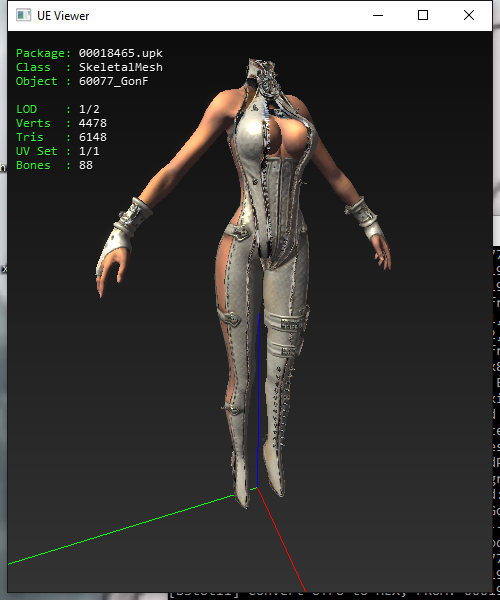 UE Viewer
Package: 00018465.upk
Class  : SkeletalMesh
Object : 60077_GonF
LOD    : 1/2
Verts  : 4478
Tris   : 6148
UV Set : 1/1
Bones  : 88